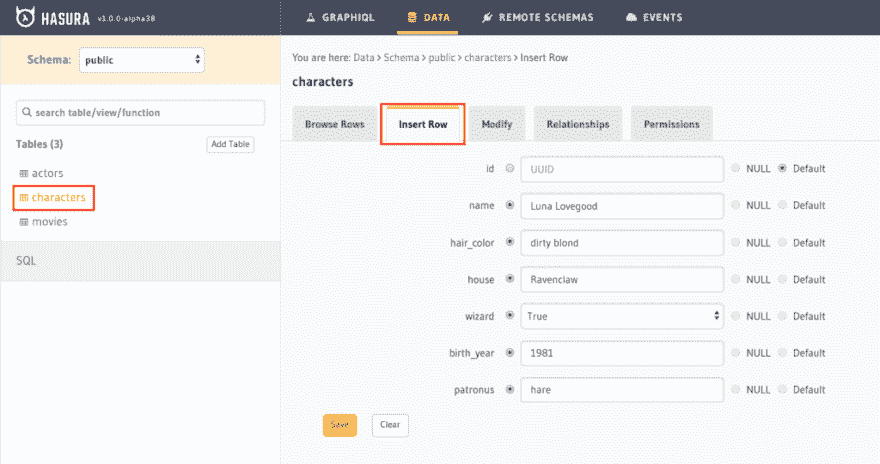 HASURA v1.0.0-alpha38
GRAPHIQL DATA REMOTE SCHEMAS EVENTS
Schema: public
You are here: Data > Schema > public > characters > Insert Row
characters
search table/view/function
Tables (3) Add Table
actors
characters
movies
SQL
Browse Rows Insert Row Modify Relationships Permissions
id UUID NULL Default
name Luna Lovegood NULL Default
hair_color dirty blond NULL Default
house Ravenclaw NULL Default
wizard True NULL Default
birth_year 1981 NULL Default
patronus hare NULL Default
Save Clear